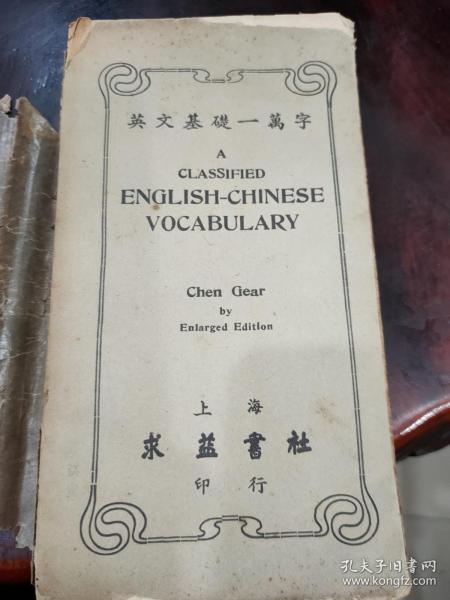 英文基礎一萬字
A
CLASSIFIED
ENGLISH-CHINESE
VOCABULARY
Chen Gear
by
Enlarged Edition
上海
求益書社
印行
孔夫子旧书网
www.kongfz.com